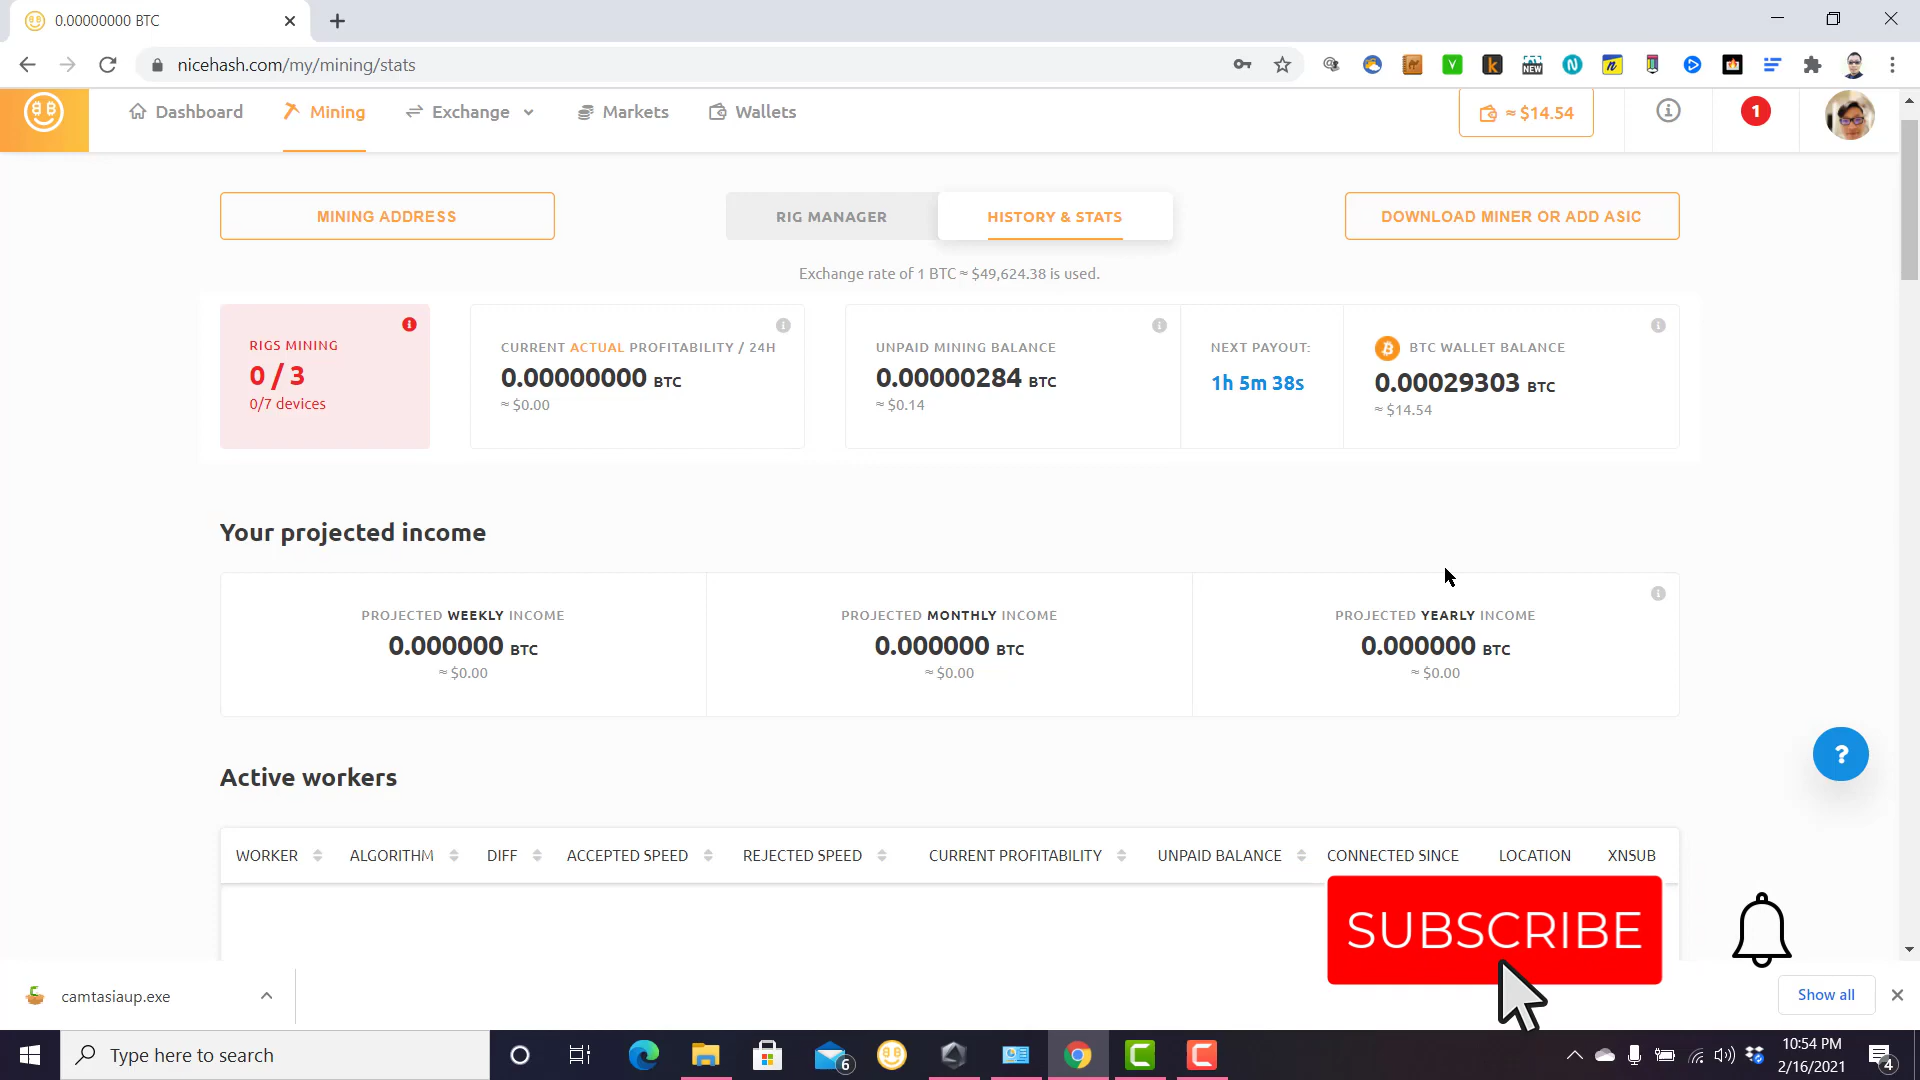 0.00000000 BTC
nicehash.com/my/mining/stats
Dashboard
Mining
Exchange
Markets
Wallets
≈ $14.54
1
MINING ADDRESS
RIG MANAGER
HISTORY & STATS
DOWNLOAD MINER OR ADD ASIC
Exchange rate of 1 BTC ≈ $49,624.38 is used.
RIGS MINING
0 / 3
0/7 devices
CURRENT ACTUAL PROFITABILITY / 24H
0.00000000 BTC
≈ $0.00
UNPAID MINING BALANCE
0.00000284 BTC
≈ $0.14
NEXT PAYOUT:
1h 5m 38s
BTC WALLET BALANCE
0.00029303 BTC
≈ $14.54
Your projected income
PROJECTED WEEKLY INCOME
0.000000 BTC
≈ $0.00
PROJECTED MONTHLY INCOME
0.000000 BTC
≈ $0.00
PROJECTED YEARLY INCOME
0.000000 BTC
≈ $0.00
?
Active workers
WORKER ALGORITHM DIFF ACCEPTED SPEED REJECTED SPEED CURRENT PROFITABILITY UNPAID BALANCE CONNECTED SINCE LOCATION XNSUB
SUBSCRIBE
camtasiaup.exe
Show all
Type here to search
6
10:54 PM
2/16/2021
4